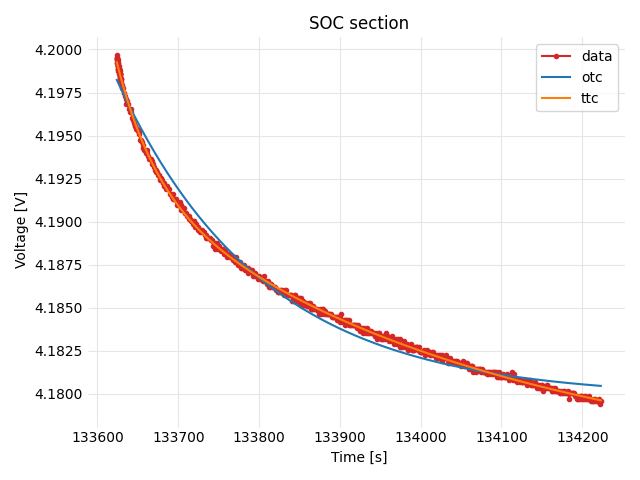 SOC section
4.2000
4.1975
4.1950
4.1925
4.1900
4.1875
4.1850
4.1825
4.1800
Voltage [V]
data
otc
ttc
133600 133700 133800 133900 134000 134100 134200
Time [s]